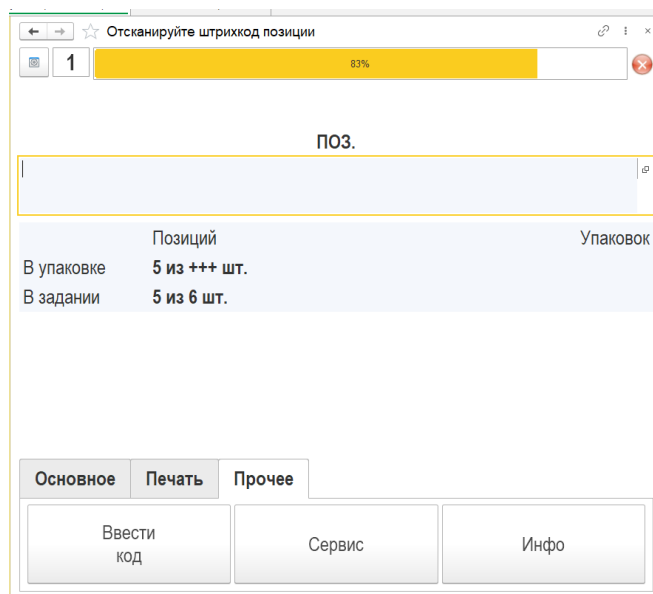 Отсканируйте штрихкод позиции
1
83%
ПОЗ.
Позиций Упаковок
В упаковке 5 из +++ шт.
В задании 5 из 6 шт.
Основное Печать Прочее
Ввести
код
Сервис Инфо